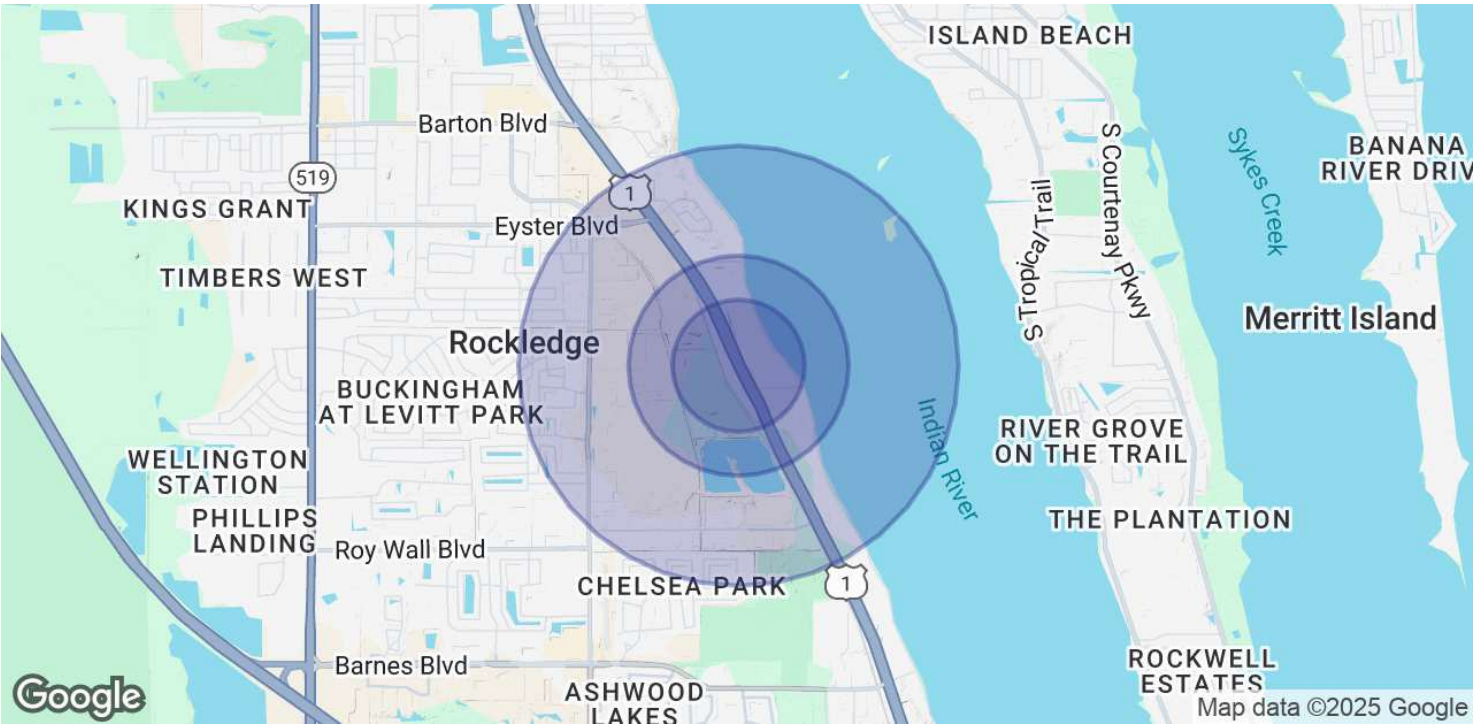 ISLAND BEACH
Barton Blvd
S Courtenay Pkwy
Sykes Creek
BANANA
RIVER DRIV
519
1
KINGS GRANT
Eyster Blvd
S Tropical Trail
TIMBERS WEST
Merritt Island
Rockledge
BUCKINGHAM
AT LEVITT PARK
Indian River
RIVER GROVE
ON THE TRAIL
WELLINGTON
STATION
PHILLIPS
LANDING
THE PLANTATION
Roy Wall Blvd
CHELSEA PARK
1
Barnes Blvd
ROCKWELL
ESTATES
ASHWOOD
LAKES
Google
Map data ©2025 Google